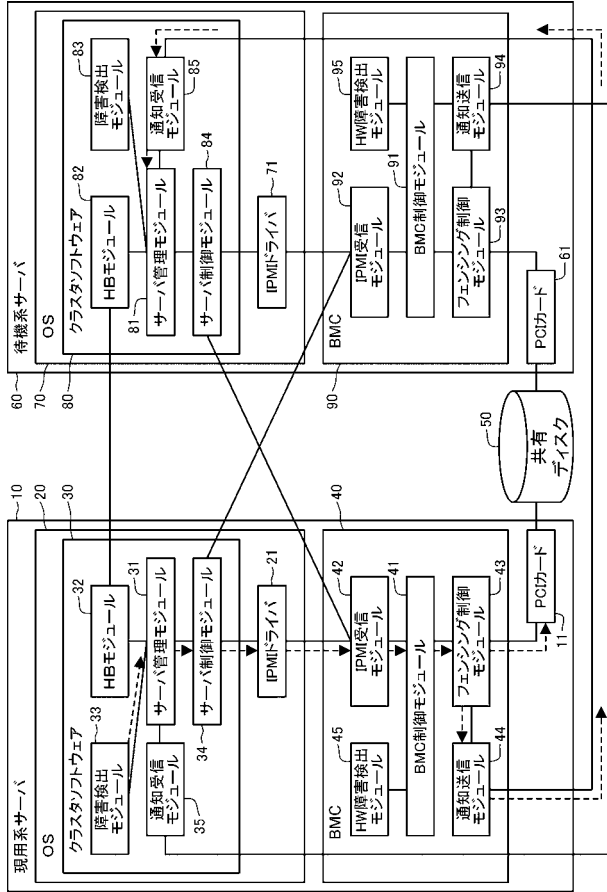 現用系サーバ
10
OS
20
クラスタソフトウェア
30
障害検出
モジュール
33
HBモジュール
32
通知受信
モジュール
35
サーバ管理モジュール
31
サーバ制御モジュール
34
IPMIドライバ
21
BMC
40
HW障害検出
モジュール
45
IPMI受信
モジュール
42
BMC制御モジュール
41
通知送信
モジュール
44
フェンシング制御
モジュール
43
PCIカード
11
共有
ディスク
50
待機系サーバ
60
OS
70
クラスタソフトウェア
80
HBモジュール
82
障害検出
モジュール
83
サーバ管理モジュール
81
通知受信
モジュール
85
サーバ制御モジュール
84
IPMIドライバ
71
BMC
90
IPMI受信
モジュール
92
HW障害検出
モジュール
95
BMC制御モジュール
91
フェンシング制御
モジュール
93
通知送信
モジュール
94
PCIカード
61